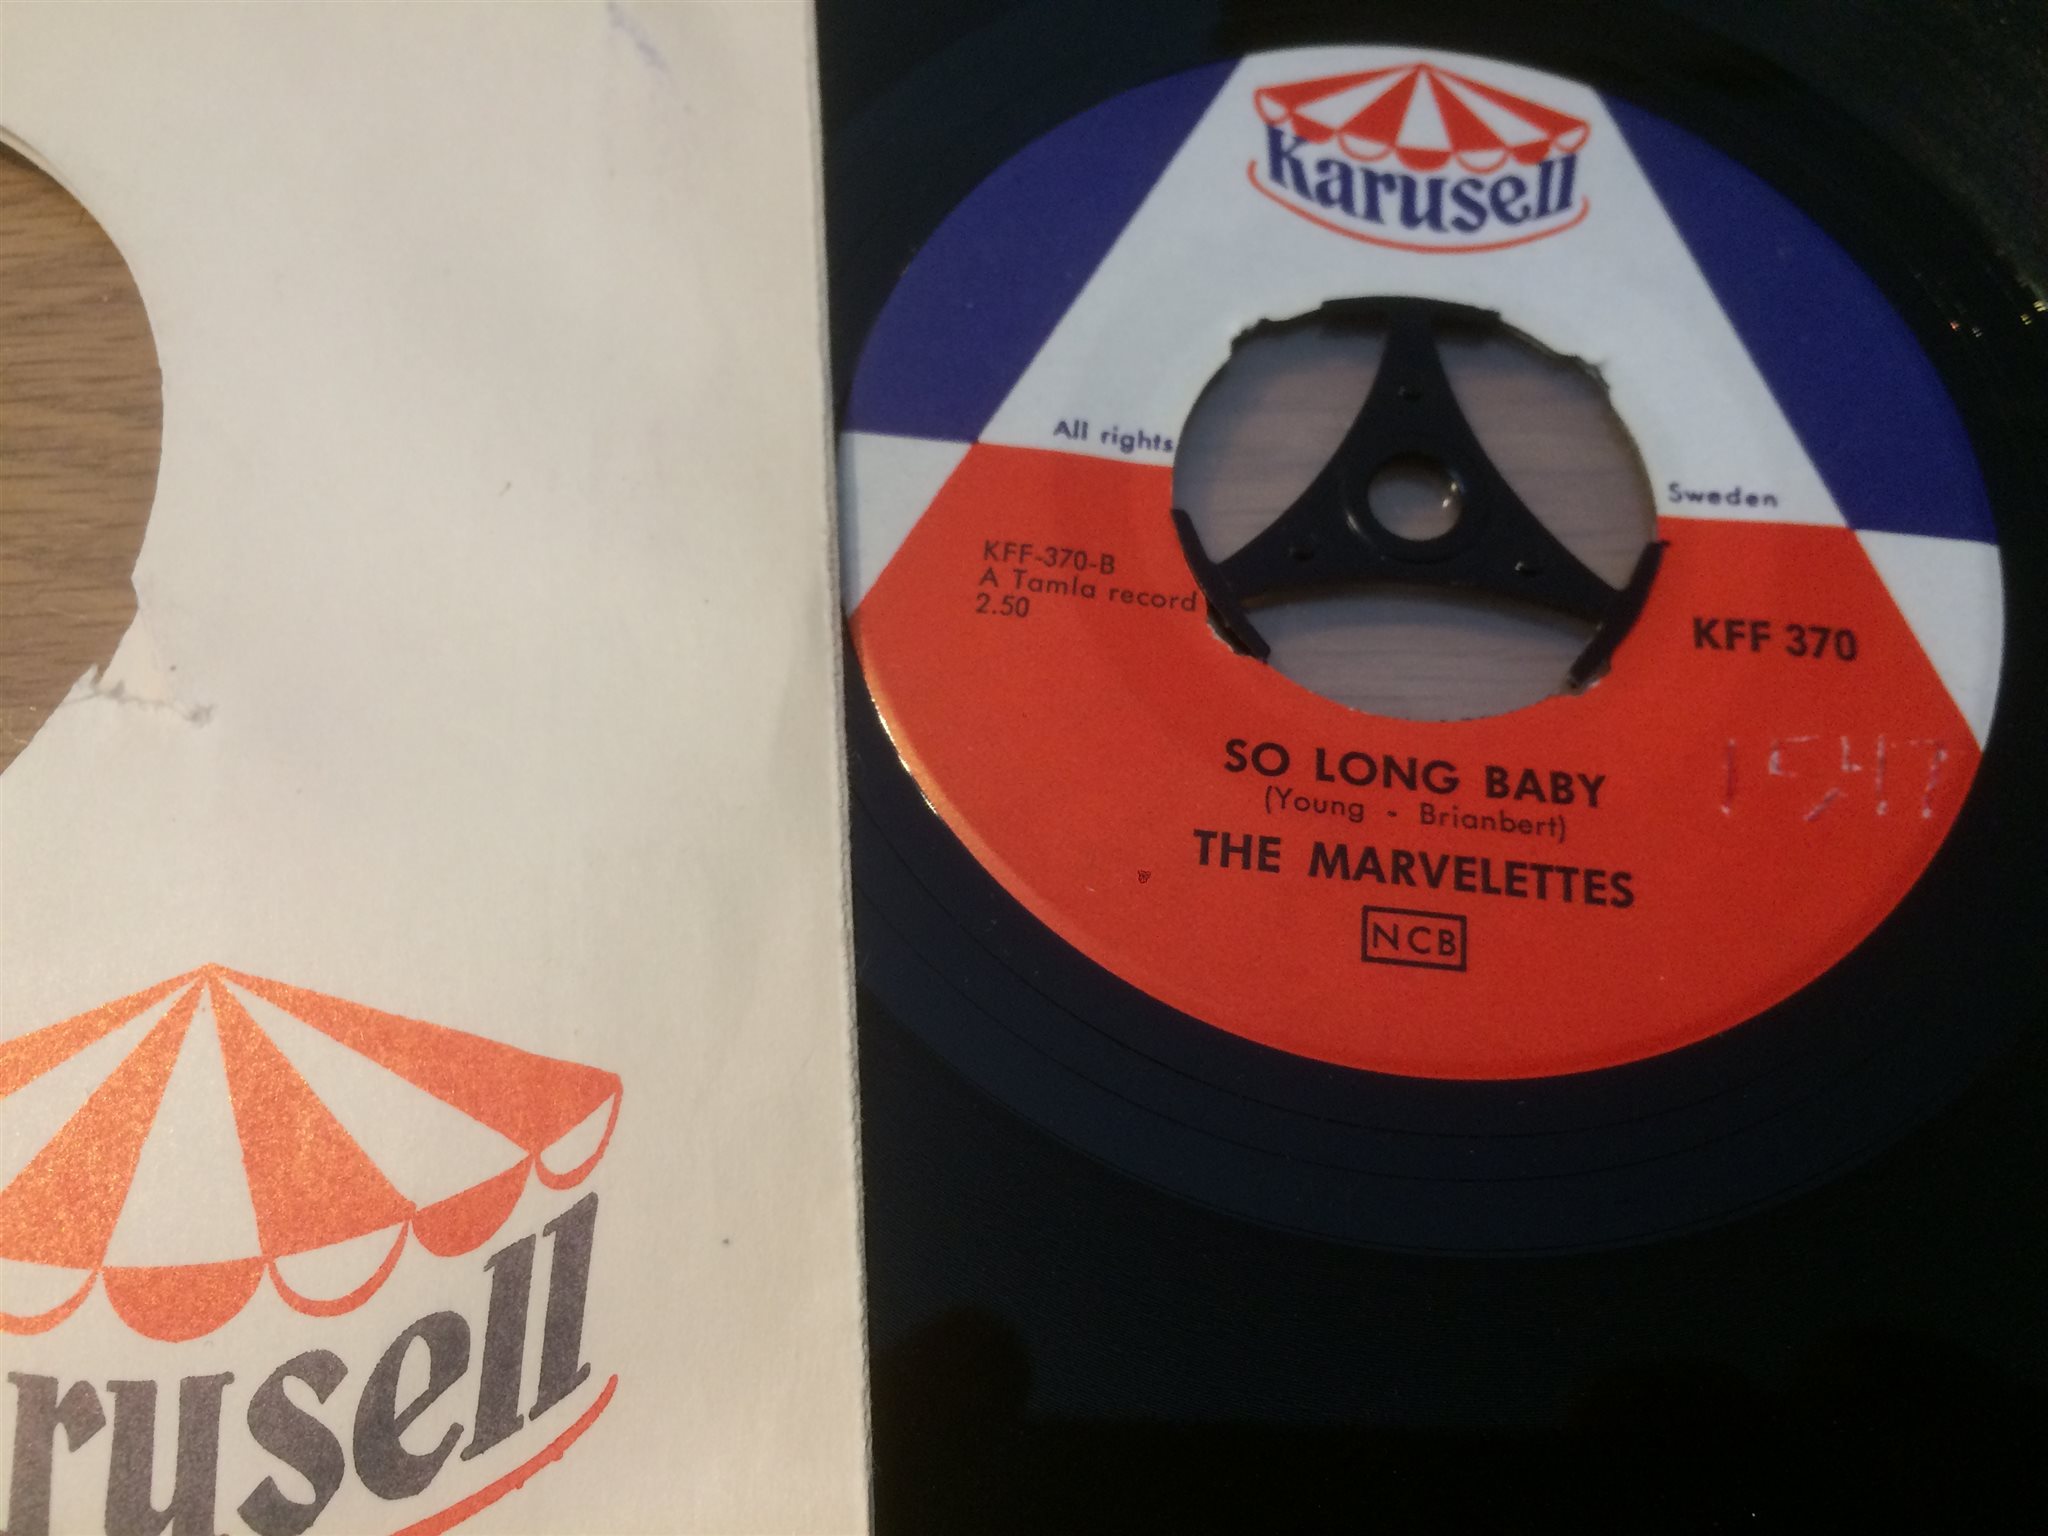 Karusell
All rights
Sweden
KFF-370-B
A Tamla record
2.50
KFF 370
1547
SO LONG BABY
(Young - Brianbert)
THE MARVELETTES
NCB
rusell